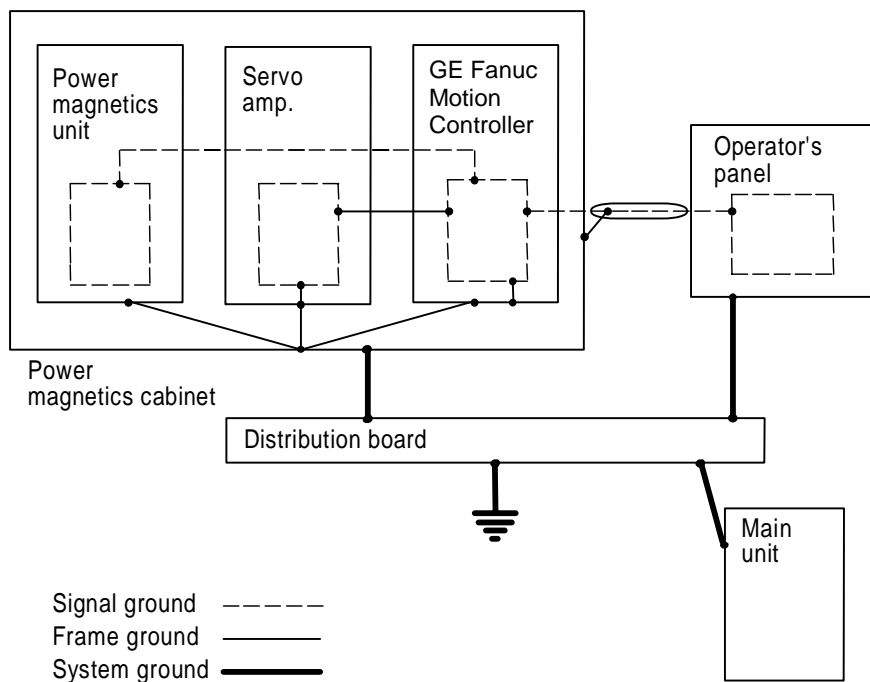 Power
magnetics
unit
Servo
amp.
GE Fanuc
Motion
Controller
Operator's
panel
Power
magnetics cabinet
Distribution board
Main
unit
Signal ground
Frame ground
System ground